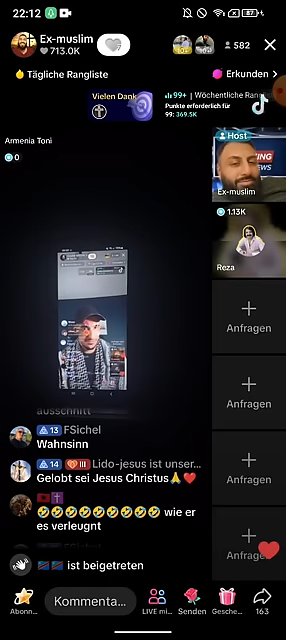 22:12
87
Ex-muslim
713.0K
582
Tägliche Rangliste
Erkunden >
Vielen Dank
99+ | Wöchentliche Rang
Punkte erforderlich für
99: 369.5K
Armenia Toni
0
Host
Ex-muslim
1.13K
Reza
Anfragen
Anfragen
Anfragen
Anfragen
ausschnitt
13 FSichel
Wahnsinn
14 III Lido-jesus ist unser...
Gelobt sei Jesus Christus🙏❤️
🇦🇱✝️
🤣🤣🤣🤣🤣🤣🤣🤣🤣 wie er
es verleugnt
ist beigetreten
Abonn...
Kommenta...
LIVE mi...
Senden
Gesche...
163